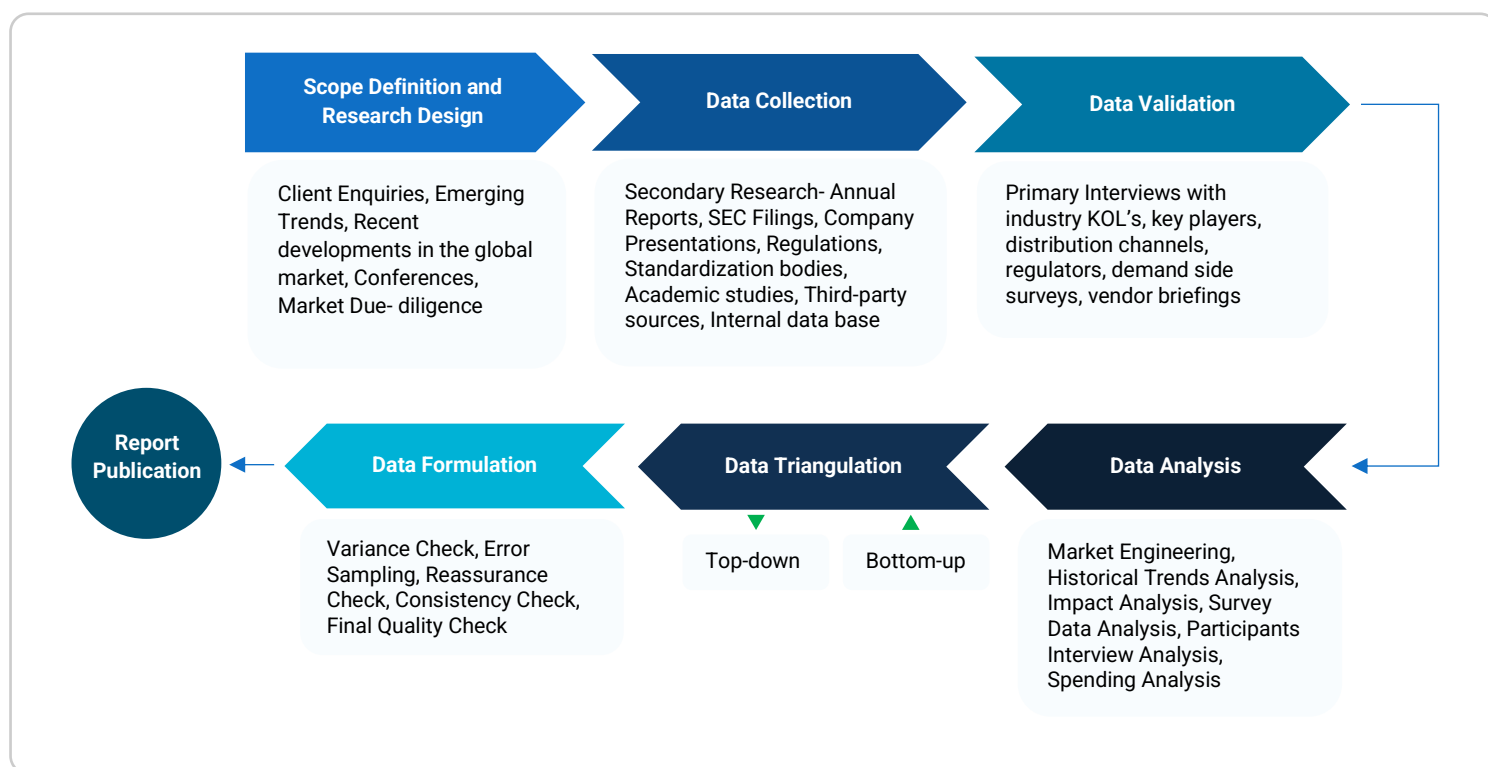 Scope Definition and
Research Design
Data Collection
Data Validation
Client Enquiries, Emerging
Trends, Recent
developments in the global
market, Conferences,
Market Due- diligence
Secondary Research- Annual
Reports, SEC Filings, Company
Presentations, Regulations,
Standardization bodies,
Academic studies, Third-party
sources, Internal data base
Primary Interviews with
industry KOL’s, key players,
distribution channels,
regulators, demand side
surveys, vendor briefings
Data Analysis
Data Triangulation
Data Formulation
Report
Publication
Market Engineering,
Historical Trends Analysis,
Impact Analysis, Survey
Data Analysis, Participants
Interview Analysis,
Spending Analysis
Top-down
Bottom-up
Variance Check, Error
Sampling, Reassurance
Check, Consistency Check,
Final Quality Check